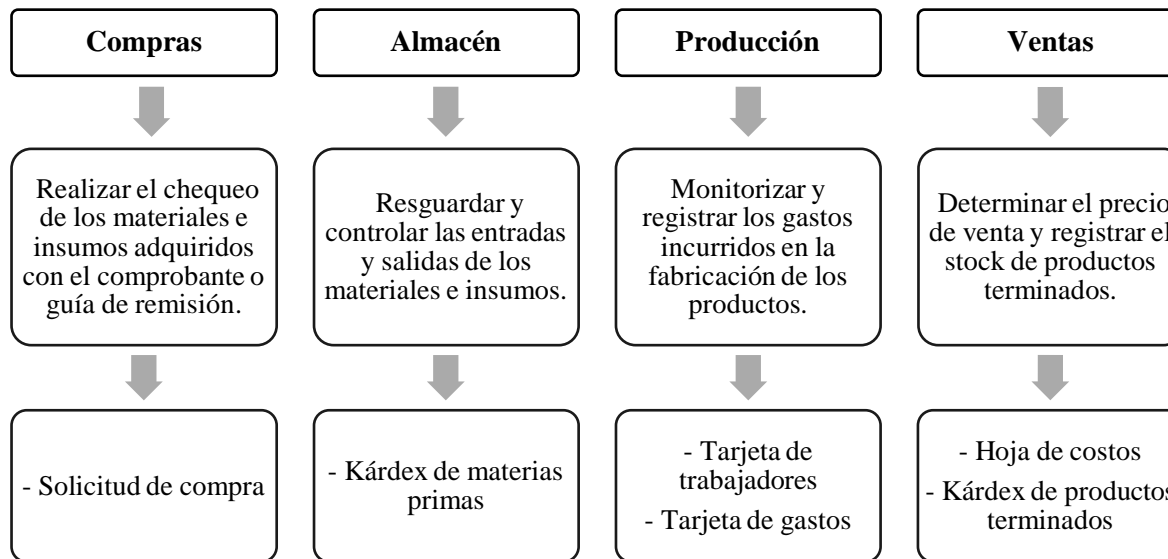 Compras
Almacén
Producción
Ventas
Realizar el chequeo
de los materiales e
insumos adquiridos
con el comprobante o
guía de remisión.
Resguardar y
controlar las entradas
y salidas de los
materiales e insumos.
Monitorizar y
registrar los gastos
incurridos en la
fabricación de los
productos.
Determinar el precio
de venta y registrar el
stock de productos
terminados.
- Solicitud de compra
- Kárdex de materias
primas
- Tarjeta de
trabajadores
- Tarjeta de gastos
- Hoja de costos
- Kárdex de productos
terminados